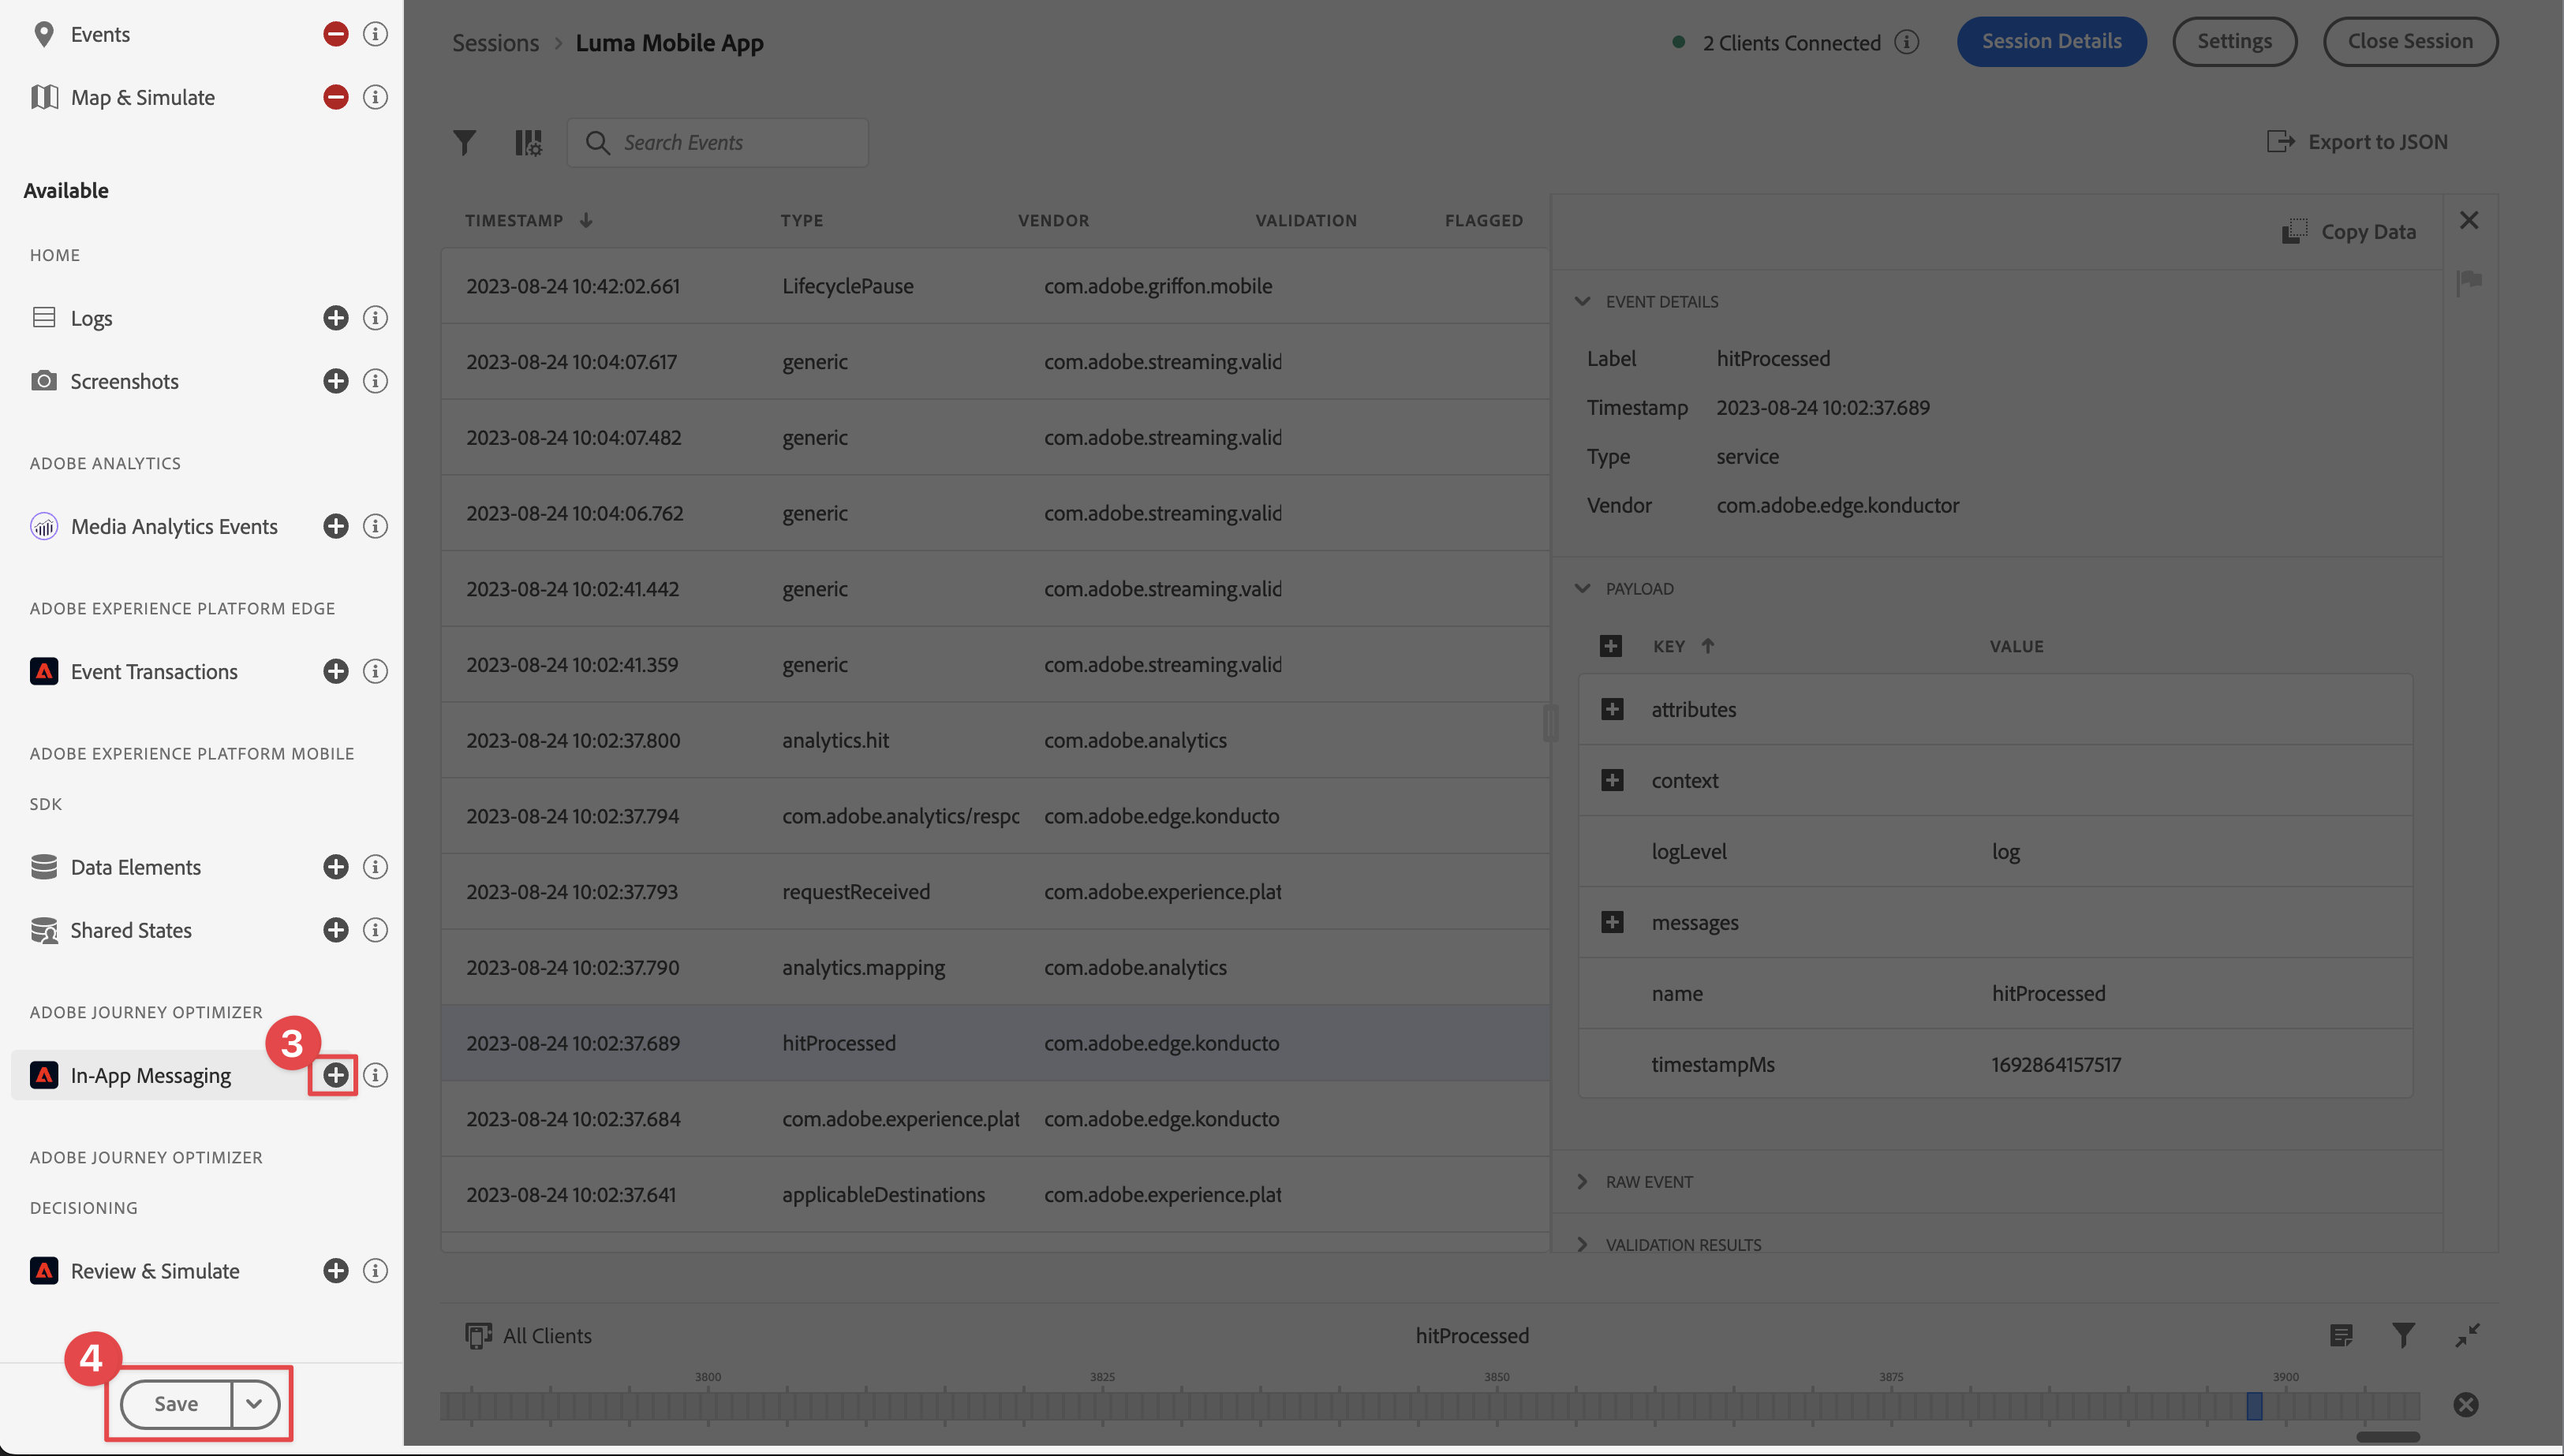 Events
Map & Simulate
Available
HOME
Logs
Screenshots
ADOBE ANALYTICS
Media Analytics Events
ADOBE EXPERIENCE PLATFORM EDGE
Event Transactions
ADOBE EXPERIENCE PLATFORM MOBILE
SDK
Data Elements
Shared States
ADOBE JOURNEY OPTIMIZER
3
In-App Messaging
ADOBE JOURNEY OPTIMIZER
DECISIONING
Review & Simulate
4
Save
Sessions > Luma Mobile App
2 Clients Connected
Session Details
Settings
Close Session
Search Events
Export to JSON
TIMESTAMP TYPE VENDOR VALIDATION FLAGGED
2023-08-24 10:42:02.661 LifecyclePause com.adobe.griffon.mobile
2023-08-24 10:04:07.617 generic com.adobe.streaming.valid
2023-08-24 10:04:07.482 generic com.adobe.streaming.valid
2023-08-24 10:04:06.762 generic com.adobe.streaming.valid
2023-08-24 10:02:41.442 generic com.adobe.streaming.valid
2023-08-24 10:02:41.359 generic com.adobe.streaming.valid
2023-08-24 10:02:37.800 analytics.hit com.adobe.analytics
2023-08-24 10:02:37.794 com.adobe.analytics/respc com.adobe.edge.konducto
2023-08-24 10:02:37.793 requestReceived com.adobe.experience.plat
2023-08-24 10:02:37.790 analytics.mapping com.adobe.analytics
2023-08-24 10:02:37.689 hitProcessed com.adobe.edge.konducto
2023-08-24 10:02:37.684 com.adobe.experience.plat com.adobe.edge.konducto
2023-08-24 10:02:37.641 applicableDestinations com.adobe.experience.plat
Copy Data
EVENT DETAILS
Label hitProcessed
Timestamp 2023-08-24 10:02:37.689
Type service
Vendor com.adobe.edge.konductor
PAYLOAD
KEY VALUE
attributes
context
logLevel log
messages
name hitProcessed
timestampMs 1692864157517
RAW EVENT
VALIDATION RESULTS
All Clients hitProcessed
3800 3825 3850 3875 3900